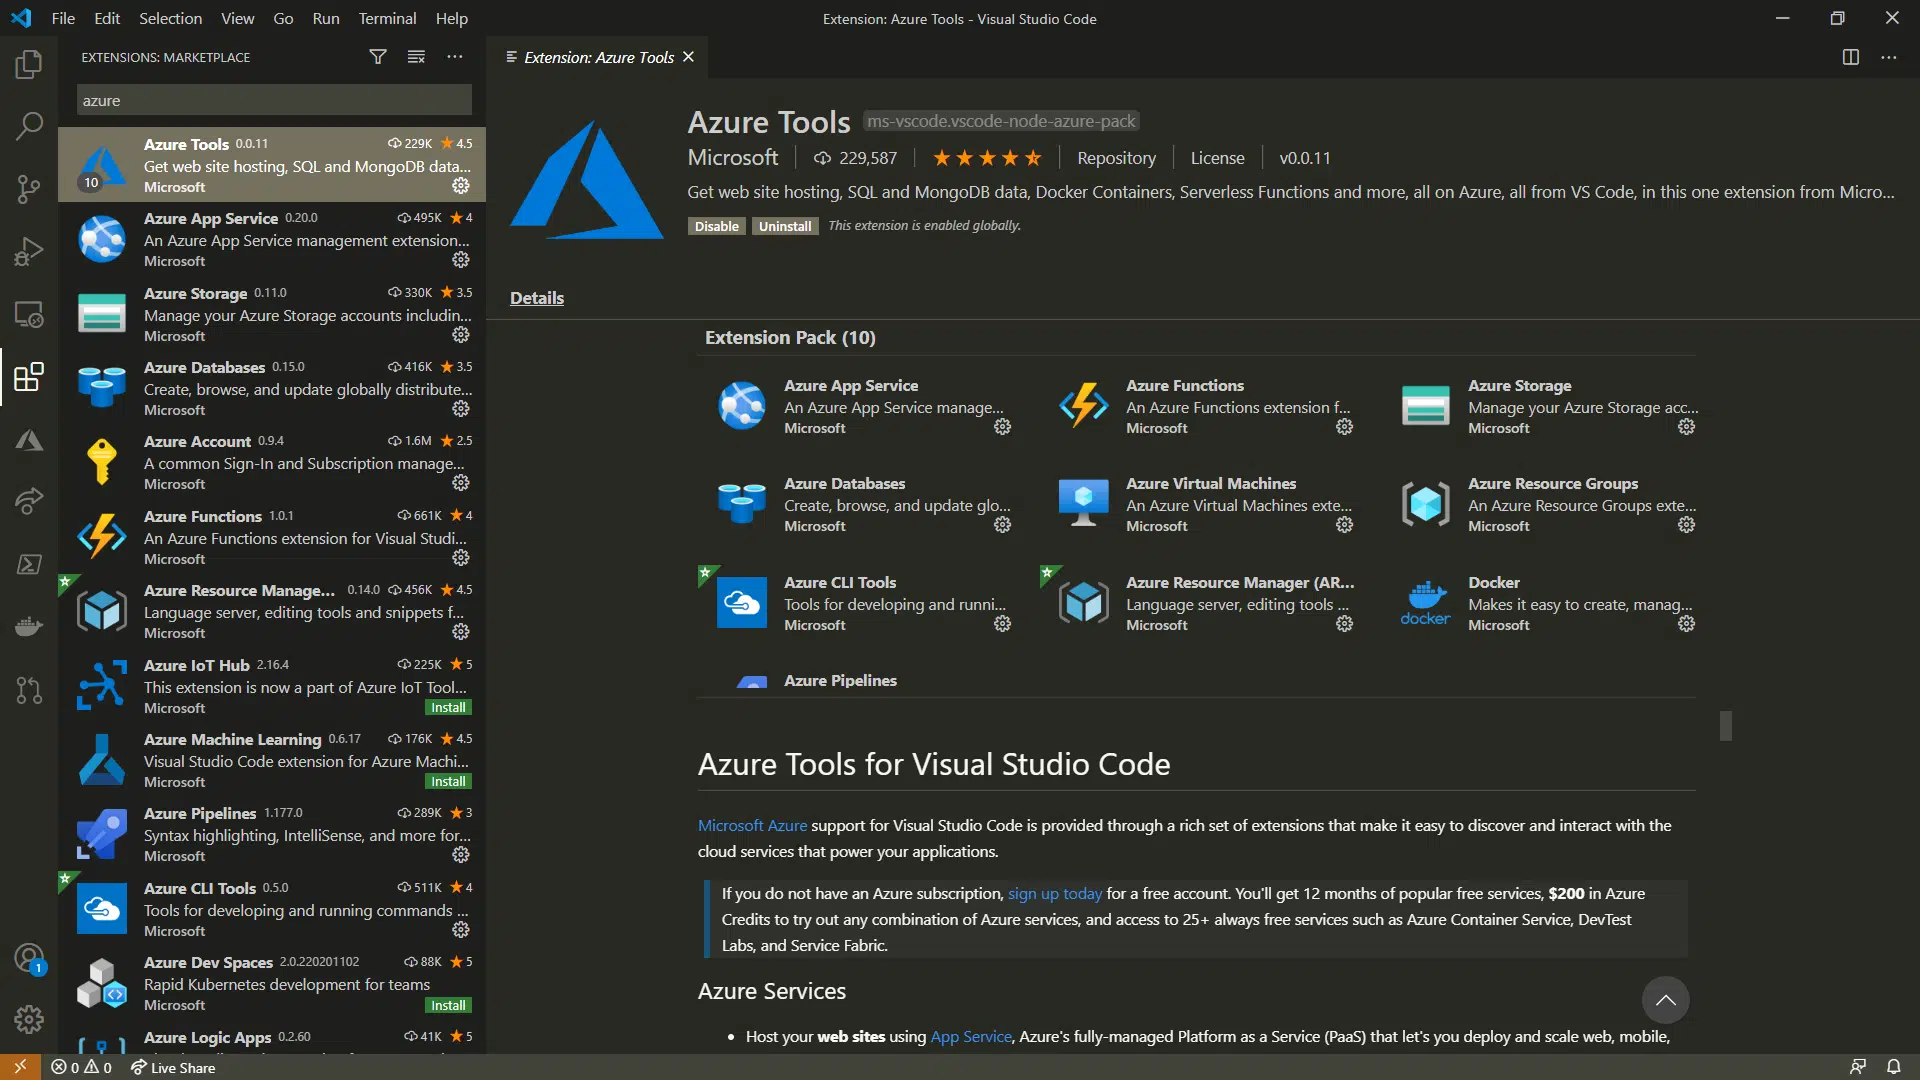 File Edit Selection View Go Run Terminal Help
Extension: Azure Tools - Visual Studio Code
EXTENSIONS: MARKETPLACE
azure
Azure Tools 0.0.11 229K 4.5
Get web site hosting, SQL and MongoDB data...
10
Microsoft
Azure App Service 0.20.0 495K 4
An Azure App Service management extension...
Microsoft
Azure Storage 0.11.0 330K 3.5
Manage your Azure Storage accounts includin...
Microsoft
Azure Databases 0.15.0 416K 3.5
Create, browse, and update globally distribute...
Microsoft
Azure Account 0.9.4 1.6M 2.5
A common Sign-In and Subscription manage...
Microsoft
Azure Functions 1.0.1 661K 4
An Azure Functions extension for Visual Studi...
Microsoft
Azure Resource Manage... 0.14.0 456K 4.5
Language server, editing tools and snippets f...
Microsoft
Azure IoT Hub 2.16.4 225K 5
This extension is now a part of Azure IoT Tool...
Microsoft Install
Azure Machine Learning 0.6.17 176K 4.5
Visual Studio Code extension for Azure Machi...
Microsoft Install
Azure Pipelines 1.177.0 289K 3
Syntax highlighting, IntelliSense, and more for...
Microsoft
Azure CLI Tools 0.5.0 511K 4
Tools for developing and running commands ...
Microsoft
Azure Dev Spaces 2.0.220201102 88K 5
Rapid Kubernetes development for teams
Microsoft Install
Azure Logic Apps 0.2.60 41K 5
1
Extension: Azure Tools
Azure Tools ms-vscode.vscode-node-azure-pack
Microsoft 229,587 Repository License v0.0.11
Get web site hosting, SQL and MongoDB data, Docker Containers, Serverless Functions and more, all on Azure, all from VS Code, in this one extension from Micro...
Disable Uninstall This extension is enabled globally.
Details
Extension Pack (10)
Azure App Service
An Azure App Service manage...
Microsoft
Azure Functions
An Azure Functions extension f...
Microsoft
Azure Storage
Manage your Azure Storage acc...
Microsoft
Azure Databases
Create, browse, and update glo...
Microsoft
Azure Virtual Machines
An Azure Virtual Machines exte...
Microsoft
Azure Resource Groups
An Azure Resource Groups exte...
Microsoft
Azure CLI Tools
Tools for developing and runni...
Microsoft
Azure Resource Manager (AR...
Language server, editing tools ...
Microsoft
docker
Docker
Makes it easy to create, manag...
Microsoft
Azure Pipelines
Azure Tools for Visual Studio Code
Microsoft Azure support for Visual Studio Code is provided through a rich set of extensions that make it easy to discover and interact with the
cloud services that power your applications.
If you do not have an Azure subscription, sign up today for a free account. You'll get 12 months of popular free services, $200 in Azure
Credits to try out any combination of Azure services, and access to 25+ always free services such as Azure Container Service, DevTest
Labs, and Service Fabric.
Azure Services
• Host your web sites using App Service, Azure's fully-managed Platform as a Service (PaaS) that let's you deploy and scale web, mobile,
0 0 Live Share